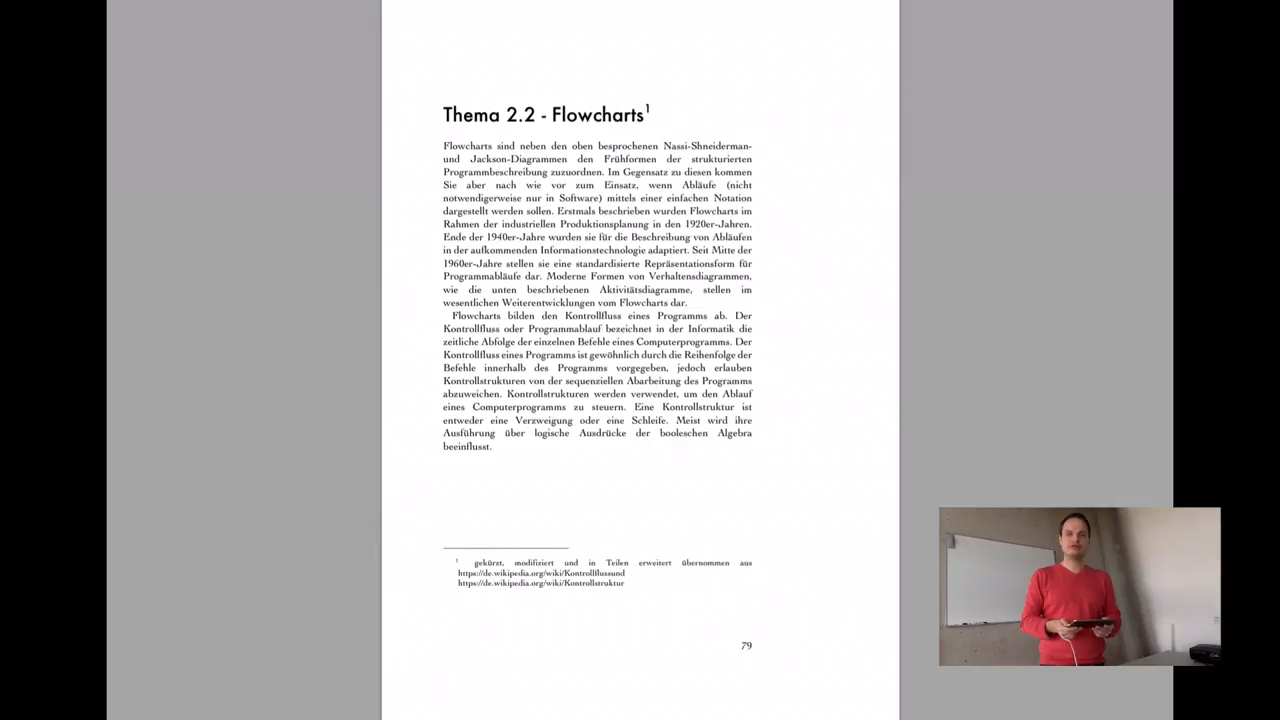 Thema 2.2 - Flowcharts¹
Flowcharts sind neben den oben besprochenen Nassi-Shneiderman-
und Jackson-Diagrammen den Frühformen der strukturierten
Programmbeschreibung zuzuordnen. Im Gegensatz zu diesen kommen
Sie aber nach wie vor zum Einsatz, wenn Abläufe (nicht
notwendigerweise nur in Software) mittels einer einfachen Notation
dargestellt werden sollen. Erstmals beschrieben wurden Flowcharts im
Rahmen der industriellen Produktionsplanung in den 1920er-Jahren.
Ende der 1940er-Jahre wurden sie für die Beschreibung von Abläufen
in der aufkommenden Informationstechnologie adaptiert. Seit Mitte der
1960er-Jahre stellen sie eine standardisierte Repräsentationsform für
Programmabläufe dar. Moderne Formen von Verhaltensdiagrammen,
wie die unten beschriebenen Aktivitätsdiagramme, stellen im
wesentlichen Weiterentwicklungen vom Flowcharts dar.
Flowcharts bilden den Kontrollfluss eines Programms ab. Der
Kontrollfluss oder Programmablauf bezeichnet in der Informatik die
zeitliche Abfolge der einzelnen Befehle eines Computerprogramms. Der
Kontrollfluss eines Programms ist gewöhnlich durch die Reihenfolge der
Befehle innerhalb des Programms vorgegeben, jedoch erlauben
Kontrollstrukturen von der sequenziellen Abarbeitung des Programms
abzuweichen. Kontrollstrukturen werden verwendet, um den Ablauf
eines Computerprogramms zu steuern. Eine Kontrollstruktur ist
entweder eine Verzweigung oder eine Schleife. Meist wird ihre
Ausführung über logische Ausdrücke der booleschen Algebra
beeinflusst.
¹ gekürzt, modifiziert und in Teilen erweitert übernommen aus
https://de.wikipedia.org/wiki/Kontrollflussund
https://de.wikipedia.org/wiki/Kontrollstruktur
79